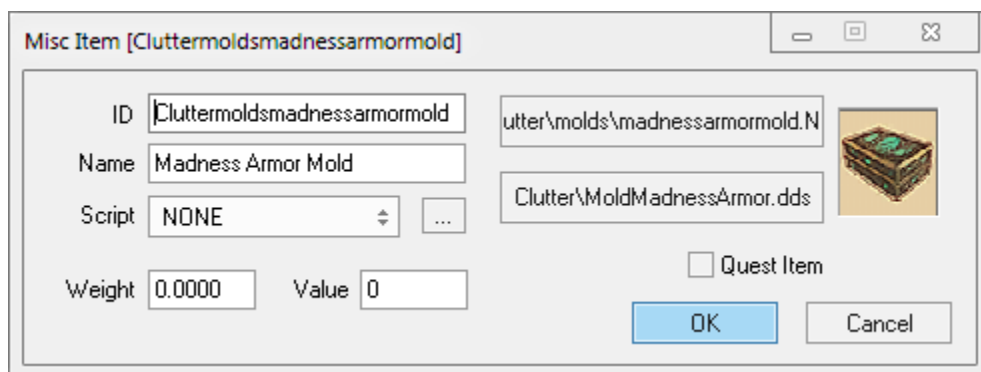 Misc Item [Cluttermoldsmadnessarmormold]
ID Cluttermoldsmadnessarmormold
utter\molds\madnessarmormold.N
Name Madness Armor Mold
Clutter\MoldMadnessArmor.dds
Script NONE ...
Quest Item
Weight 0.0000 Value 0
OK Cancel